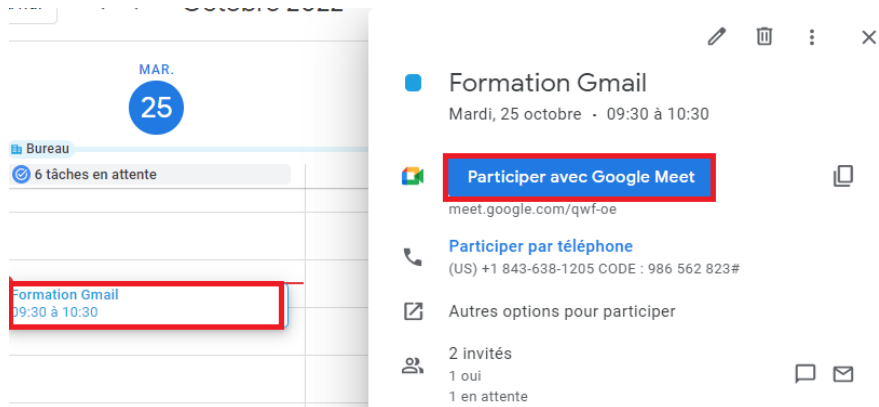 Octobre 2022
MAR.
25
Bureau
6 tâches en attente
Formation Gmail
09:30 à 10:30
Formation Gmail
Mardi, 25 octobre · 09:30 à 10:30
Participer avec Google Meet
meet.google.com/qwf-oe
Participer par téléphone
(US) +1 843-638-1205 CODE : 986 562 823#
Autres options pour participer
2 invités
1 oui
1 en attente